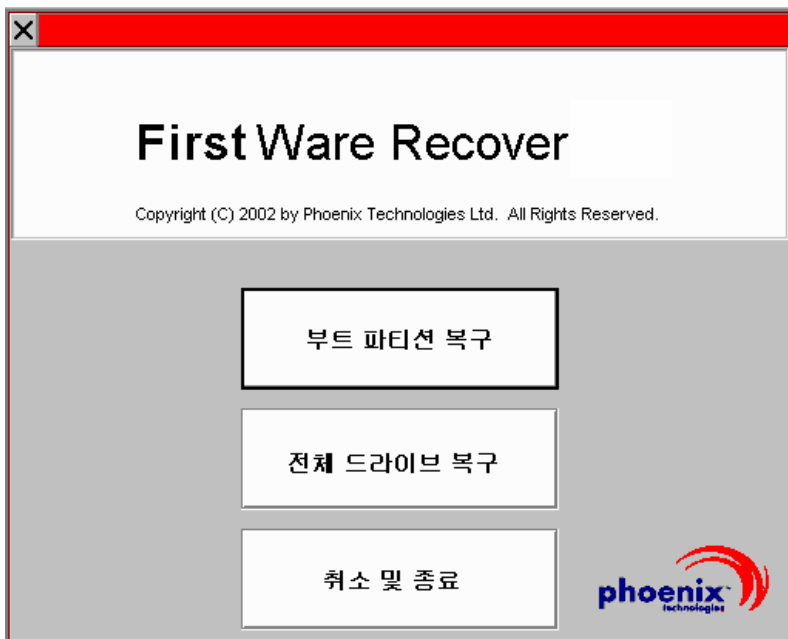 First Ware Recover
Copyright (C) 2002 by Phoenix Technologies Ltd. All Rights Reserved.
부트 파티션 복구
전체 드라이브 복구
취소 및 종료
phoenix™
technologies